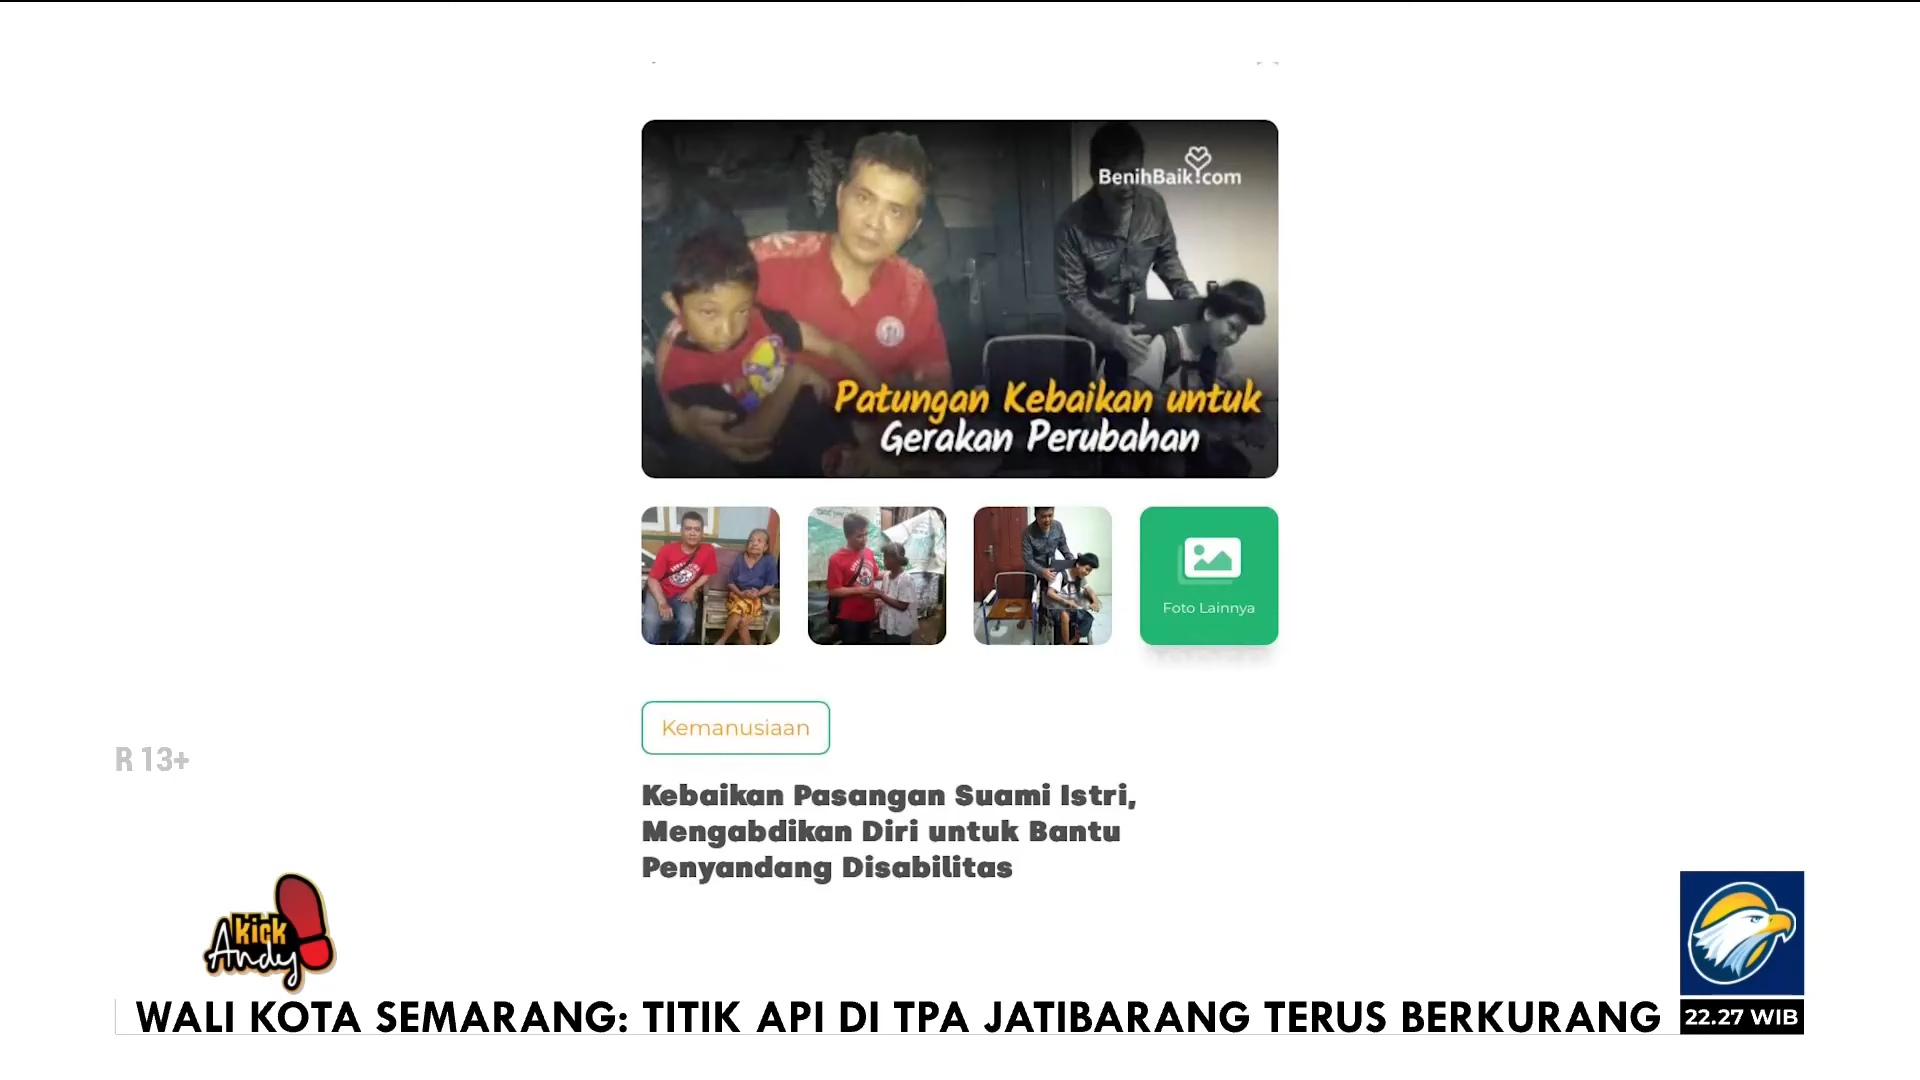 BenihBaik.com
Patungan Kebaikan untuk
Gerakan Perubahan
Foto Lainnya
Kemanusiaan
R 13+
Kebaikan Pasangan Suami Istri,
Mengabdikan Diri untuk Bantu
Penyandang Disabilitas
kick
Andy
WALI KOTA SEMARANG: TITIK API DI TPA JATIBARANG TERUS BERKURANG
22.27 WIB